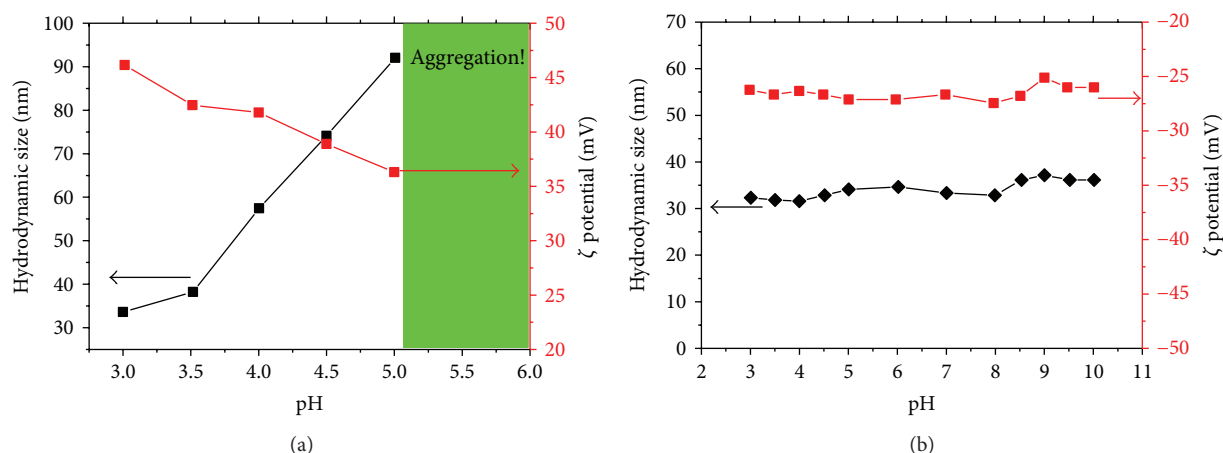 100
90
80
70
60
50
40
30
Hydrodynamic size (nm)
Aggregation!
50
45
40
35
30
25
20
ζ potential (mV)
3.0 3.5 4.0 4.5 5.0 5.5 6.0
pH
(a)
70
60
50
40
30
20
10
0
Hydrodynamic size (nm)
−20
−25
−30
−35
−40
−45
−50
ζ potential (mV)
2 3 4 5 6 7 8 9 10 11
pH
(b)